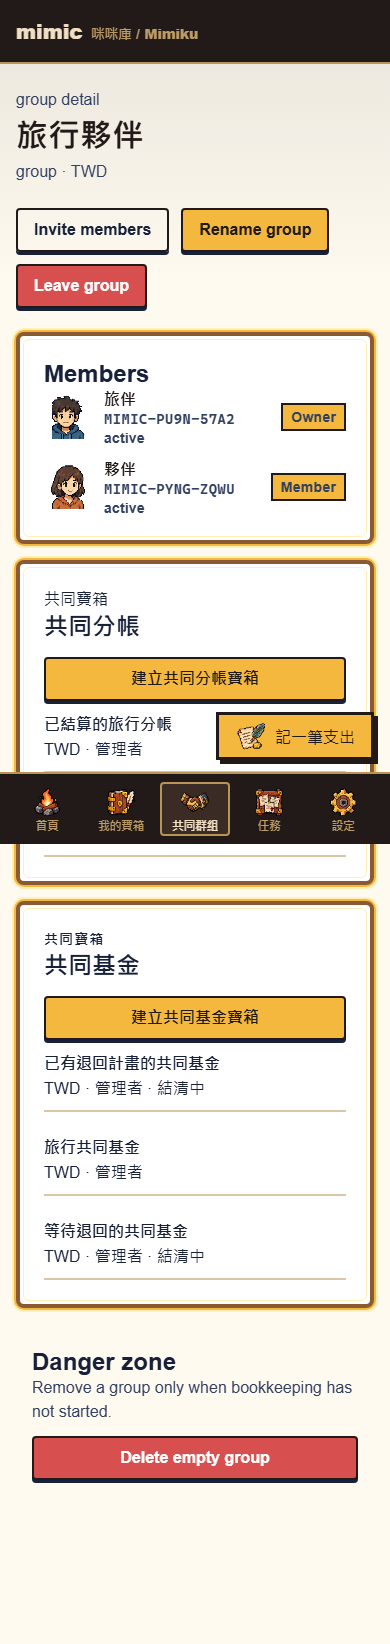 mimic 咪咪庫 / Mimiku
group detail
旅行夥伴
group · TWD
Invite members
Rename group
Leave group
Members
旅伴
MIMIC-PU9N-57A2
active
Owner
夥伴
MIMIC-PYNG-ZQWU
active
Member
共同寶箱
共同分帳
建立共同分帳寶箱
已結算的旅行分帳
TWD · 管理者
記一筆支出
首頁
我的寶箱
共同群組
任務
設定
共同寶箱
共同基金
建立共同基金寶箱
已有退回計畫的共同基金
TWD · 管理者 · 結清中
旅行共同基金
TWD · 管理者
等待退回的共同基金
TWD · 管理者 · 結清中
Danger zone
Remove a group only when bookkeeping has
not started.
Delete empty group